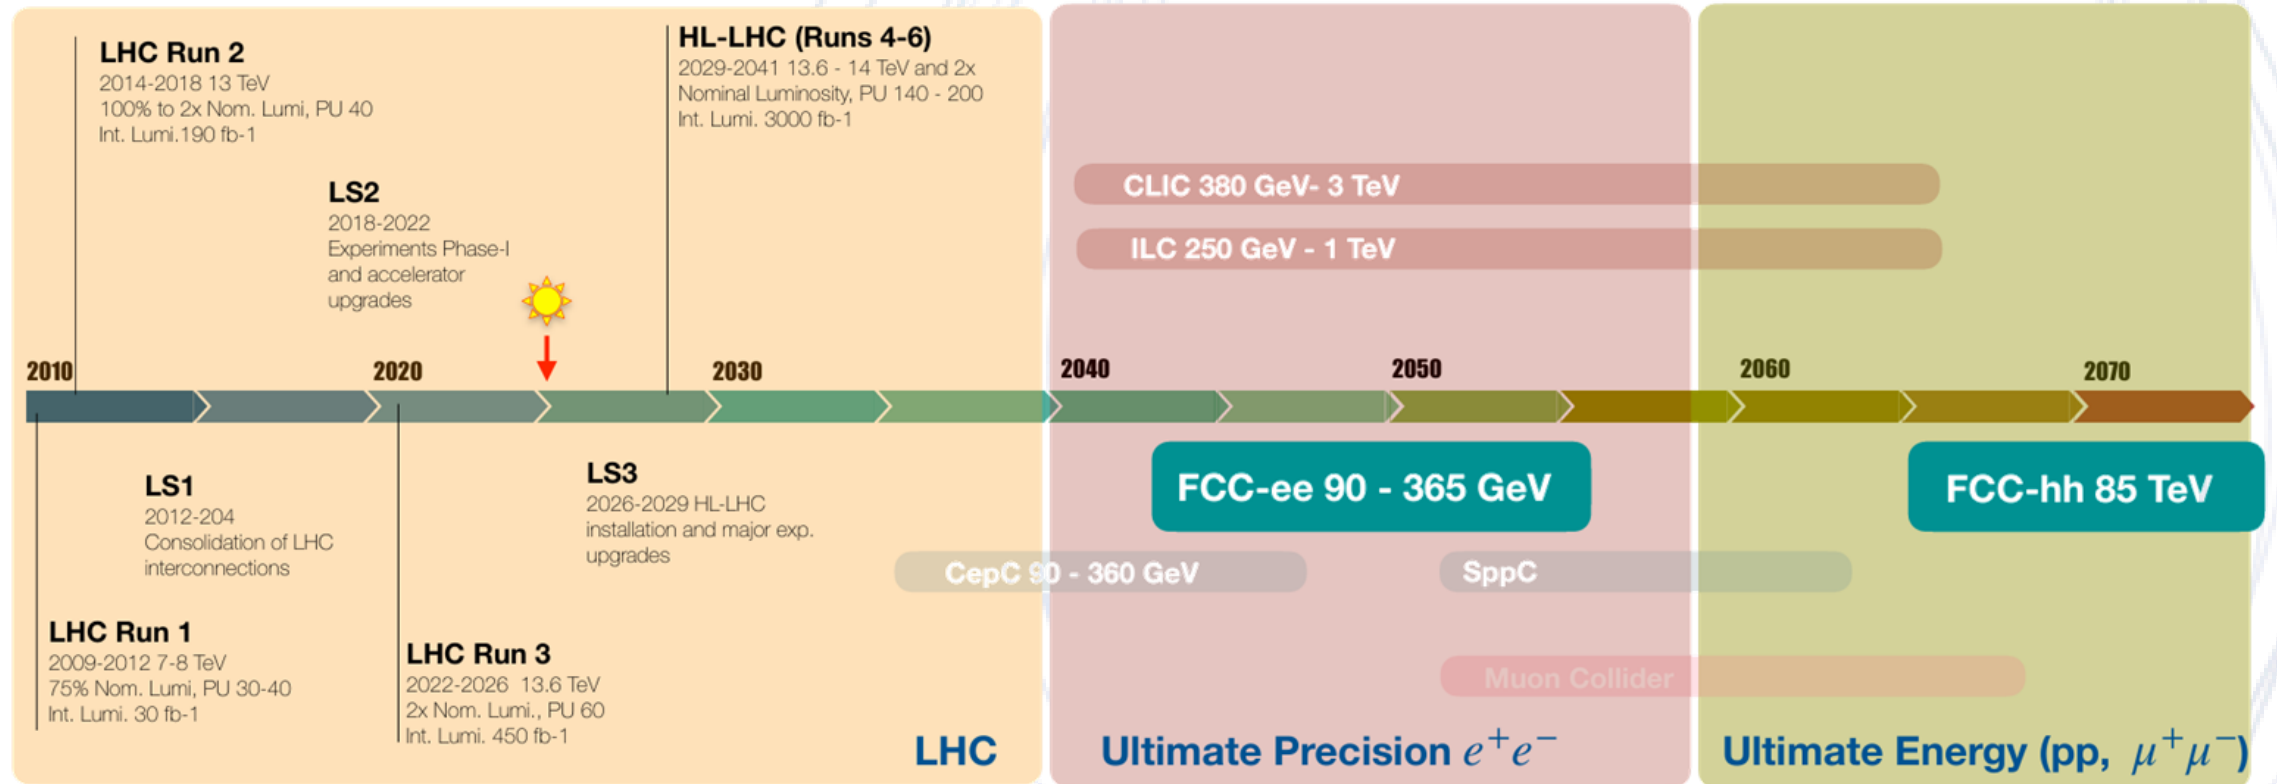 LHC Run 2
2014-2018 13 TeV
100% to 2x Nom. Lumi, PU 40
Int. Lumi.190 fb-1
HL-LHC (Runs 4-6)
2029-2041 13.6 - 14 TeV and 2x
Nominal Luminosity, PU 140 - 200
Int. Lumi. 3000 fb-1
LS2
2018-2022
Experiments Phase-I
and accelerator
upgrades
CLIC 380 GeV- 3 TeV
ILC 250 GeV - 1 TeV
2010
2020
2030
2040
2050
2060
2070
LS1
2012-204
Consolidation of LHC
interconnections
LS3
2026-2029 HL-LHC
installation and major exp.
upgrades
FCC-ee 90 - 365 GeV
FCC-hh 85 TeV
CepC 90 - 360 GeV
SppC
LHC Run 1
2009-2012 7-8 TeV
75% Nom. Lumi, PU 30-40
Int. Lumi. 30 fb-1
LHC Run 3
2022-2026 13.6 TeV
2x Nom. Lumi., PU 60
Int. Lumi. 450 fb-1
Muon Collider
LHC
Ultimate Precision e⁺e⁻
Ultimate Energy (pp, μ⁺μ⁻)